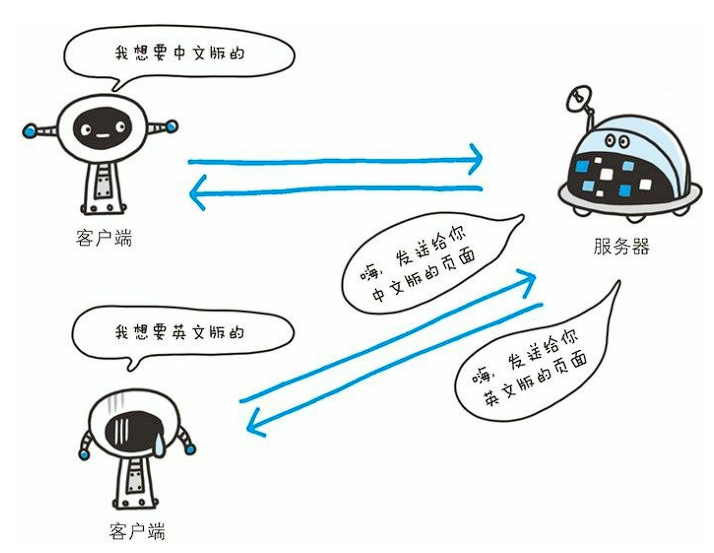 我想要中文版的
客户端
服务器
嗨，发送给你
中文版的页面
我想要英文版的
嗨，发送给你
英文版的页面
客户端